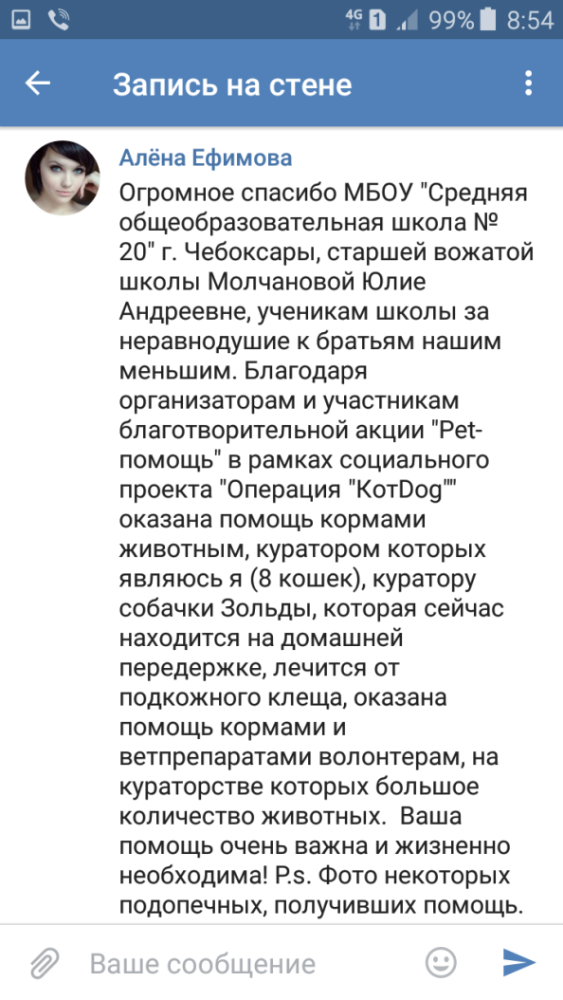 4G 1 99% 8:54
Запись на стене
Алёна Ефимова
Огромное спасибо МБОУ "Средняя
общеобразовательная школа №
20" г. Чебоксары, старшей вожатой
школы Молчановой Юлие
Андреевне, ученикам школы за
неравнодушие к братьям нашим
меньшим. Благодаря
организаторам и участникам
благотворительной акции "Pet-
помощь" в рамках социального
проекта "Операция "КотDog""
оказана помощь кормами
животным, куратором которых
являюсь я (8 кошек), куратору
собачки Зольды, которая сейчас
находится на домашней
передержке, лечится от
подкожного клеща, оказана
помощь кормами и
ветпрепаратами волонтерам, на
кураторстве которых большое
количество животных.  Ваша
помощь очень важна и жизненно
необходима! P.s. Фото некоторых
подопечных, получивших помощь.
Ваше сообщение